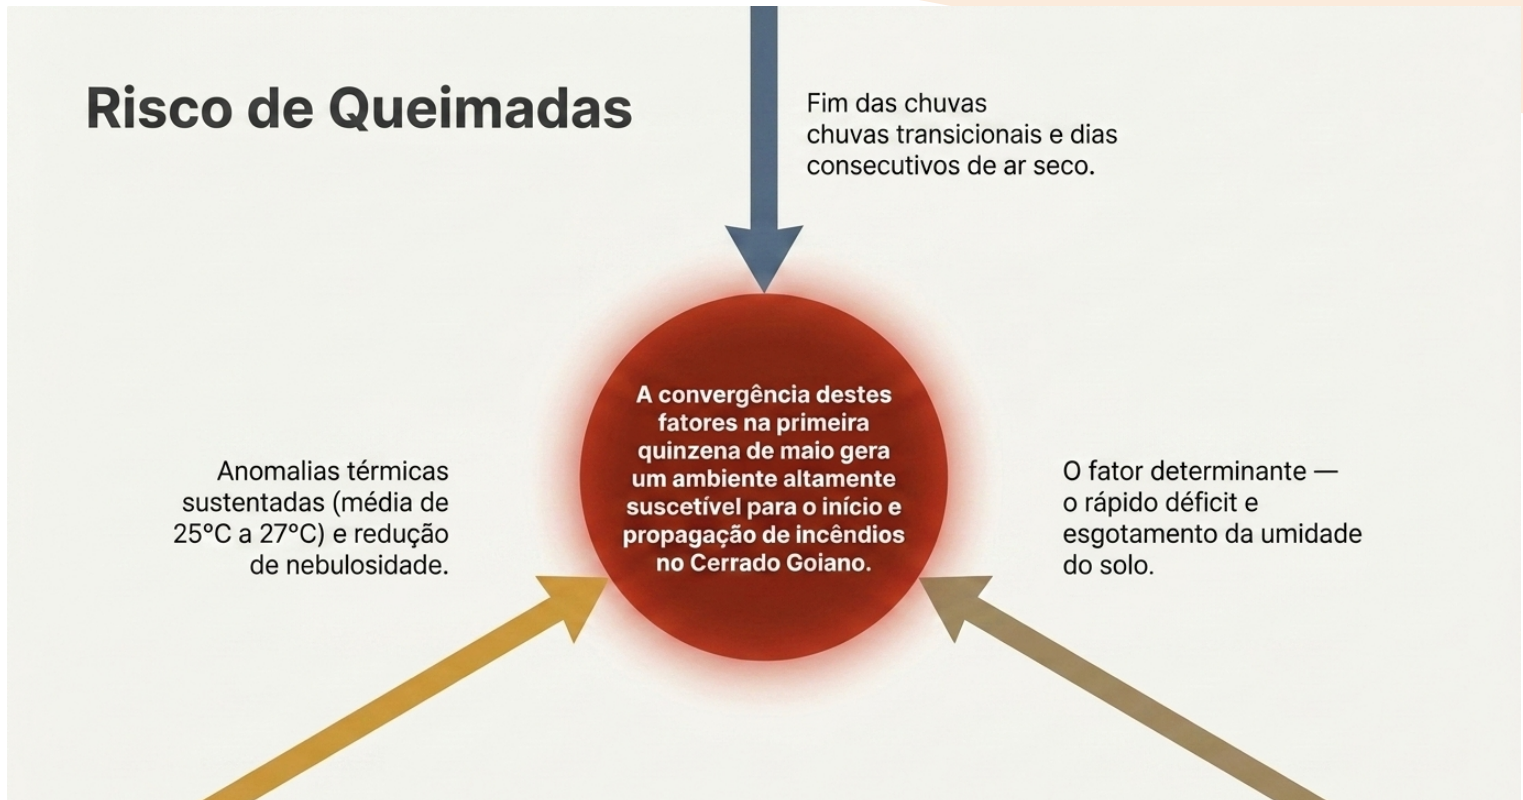 Risco de Queimadas
Fim das chuvas
chuvas transicionais e dias
consecutivos de ar seco.
A convergência destes
fatores na primeira
quinzena de maio gera
um ambiente altamente
suscetível para o início e
propagação de incêndios
no Cerrado Goiano.
Anomalias térmicas
sustentadas (média de
25°C a 27°C) e redução
de nebulosidade.
O fator determinante —
o rápido déficit e
esgotamento da umidade
do solo.